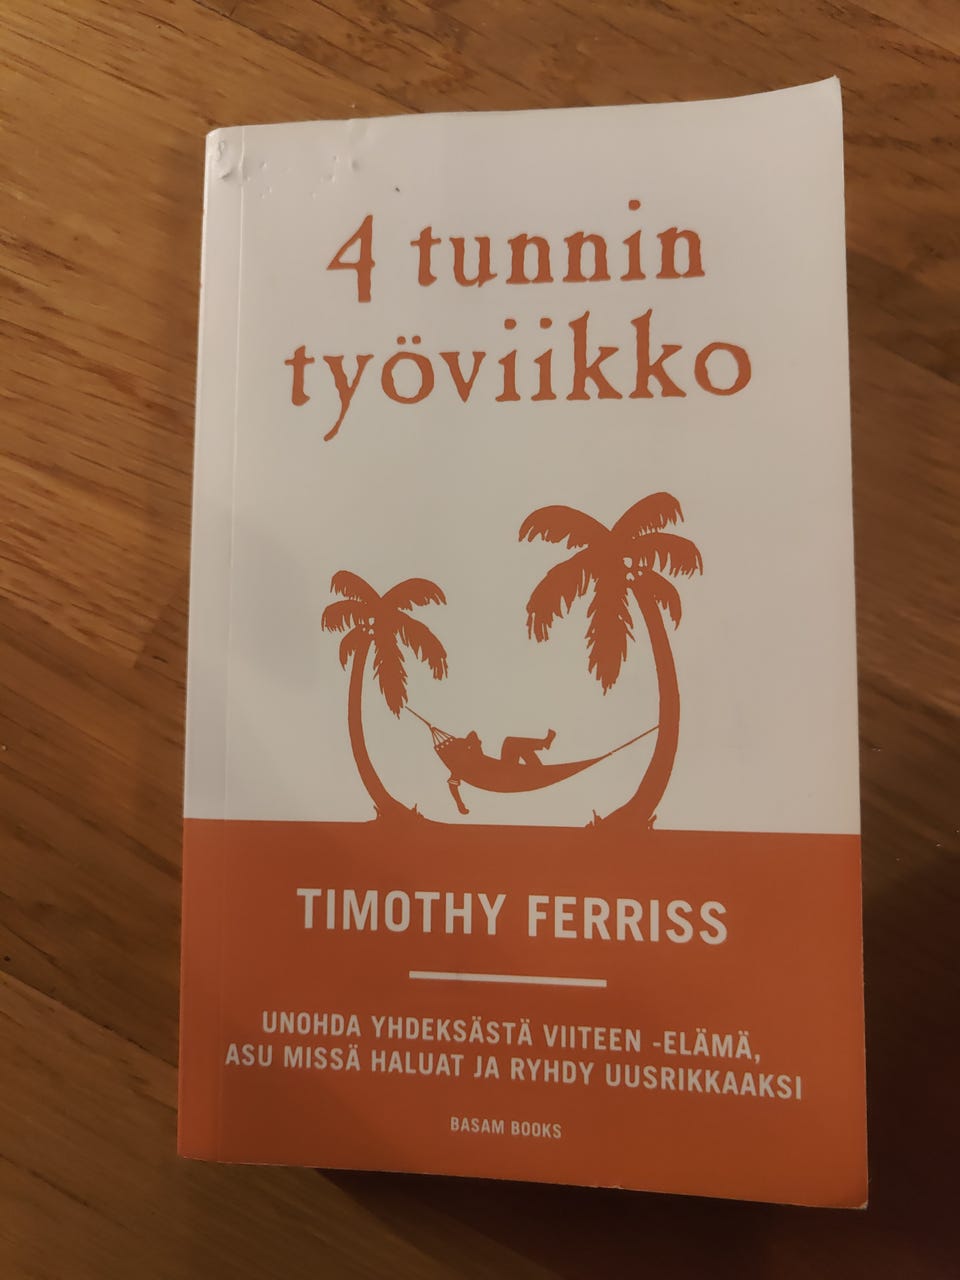 4 tunnin
työviikko
TIMOTHY FERRISS
UNOHDA YHDEKSÄSTÄ VIITEEN -ELÄMÄ,
ASU MISSÄ HALUAT JA RYHDY UUSRIKKAAKSI
BASAM BOOKS